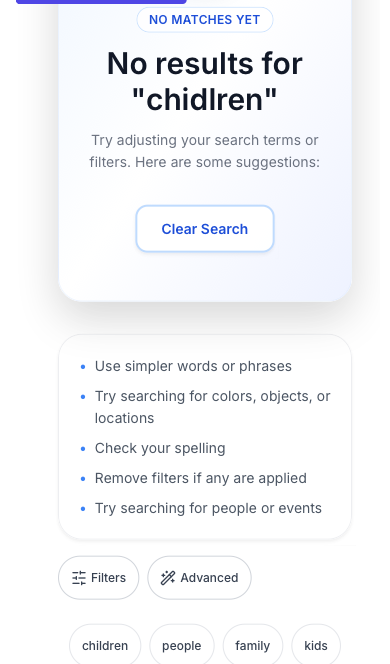 NO MATCHES YET
No results for
"chidlren"
Try adjusting your search terms or
filters. Here are some suggestions:
Clear Search
• Use simpler words or phrases
• Try searching for colors, objects, or
locations
• Check your spelling
• Remove filters if any are applied
• Try searching for people or events
Filters Advanced
children people family kids